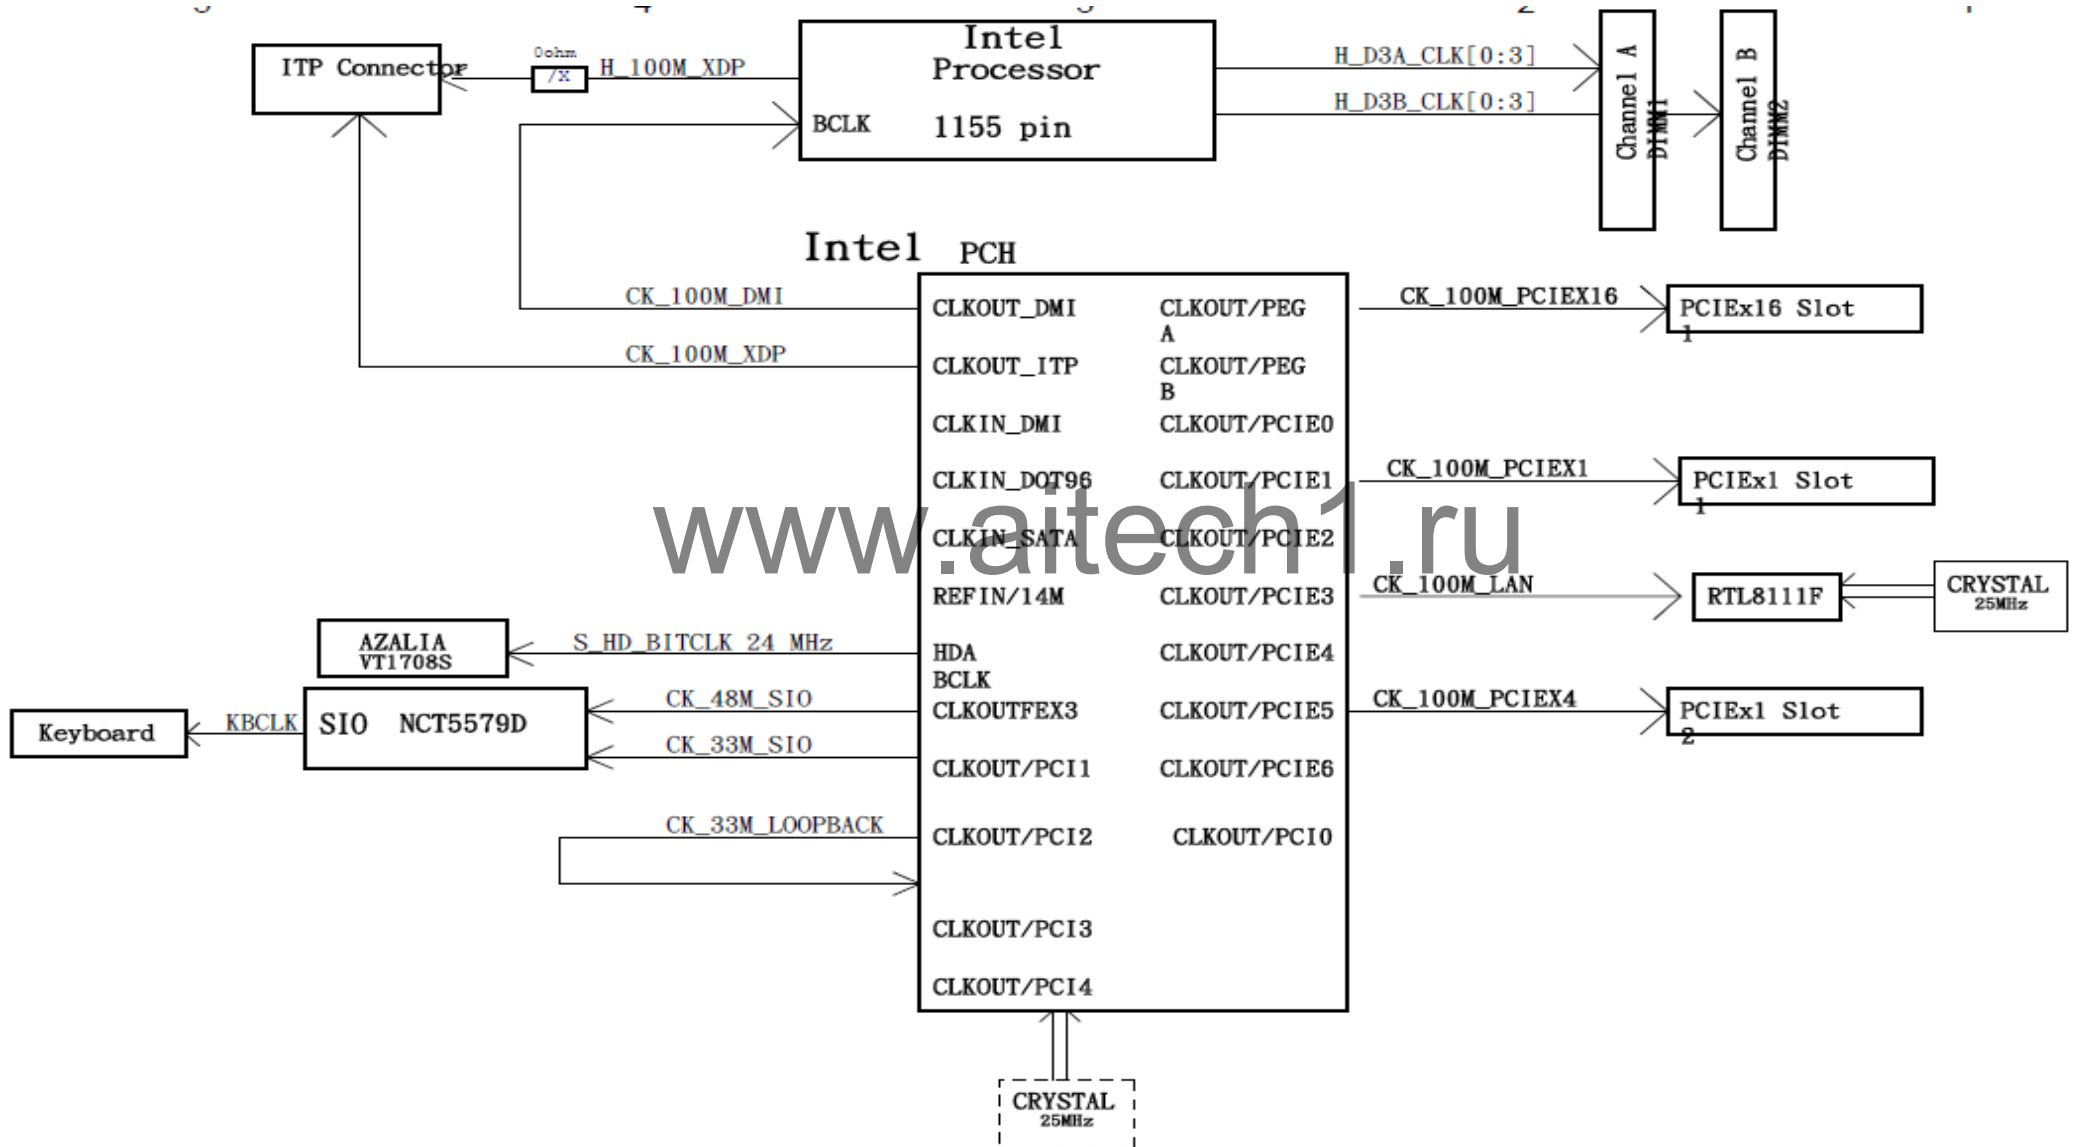 Intel
Processor
1155 pin
BCLK
ITP Connector
0ohm
/X
H_100M_XDP
H_D3A_CLK[0:3]
H_D3B_CLK[0:3]
Channel A
DIMM1
Channel B
DIMM2
Intel PCH
CK_100M_DMI
CLKOUT_DMI
CLKOUT/PEG
A
CK_100M_PCIEX16
PCIEx16 Slot
1
CK_100M_XDP
CLKOUT_ITP
CLKOUT/PEG
B
CLKIN_DMI
CLKOUT/PCIE0
CLKIN_DOT96
CLKOUT/PCIE1
CK_100M_PCIEX1
PCIEx1 Slot
1
www.aitech1.ru
CLKIN_SATA
CLKOUT/PCIE2
REFIN/14M
CLKOUT/PCIE3
CK_100M_LAN
RTL8111F
CRYSTAL
25MHz
AZALIA
VT1708S
S_HD_BITCLK 24 MHz
HDA
BCLK
CLKOUT/PCIE4
Keyboard
KBCLK
SIO NCT5579D
CK_48M_SIO
CLKOUTFEX3
CLKOUT/PCIE5
CK_100M_PCIEX4
PCIEx1 Slot
2
CK_33M_SIO
CLKOUT/PCI1
CLKOUT/PCIE6
CK_33M_LOOPBACK
CLKOUT/PCI2
CLKOUT/PCI0
CLKOUT/PCI3
CLKOUT/PCI4
CRYSTAL
25MHz